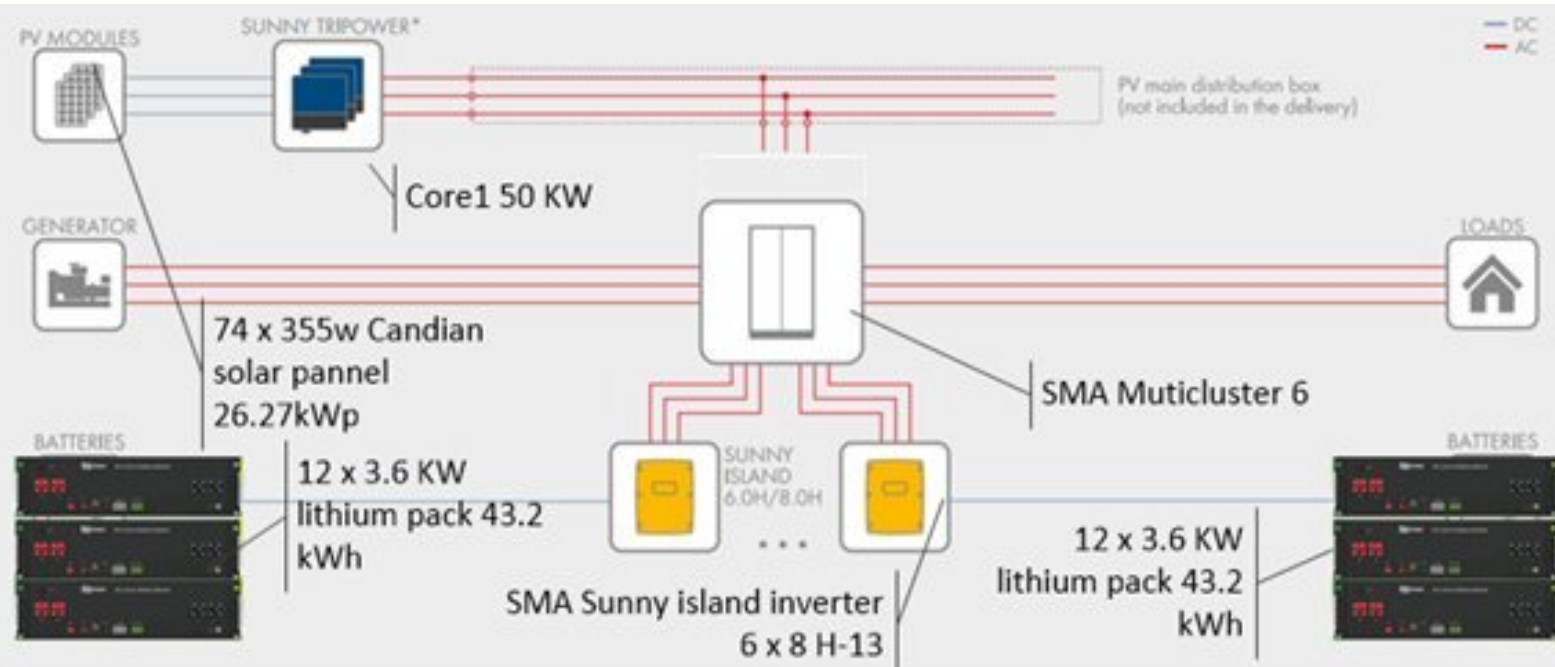 PV MODULES
SUNNY TRIPOWER*
DC
AC
PV main distribution box
(not included in the delivery)
Core1 50 KW
GENERATOR
LOADS
74 x 355w Candian
solar pannel
26.27kWp
SMA Muticluster 6
BATTERIES
12 x 3.6 KW
lithium pack 43.2
kWh
SUNNY
ISLAND
6.0H/8.0H
...
BATTERIES
12 x 3.6 KW
lithium pack 43.2
kWh
SMA Sunny island inverter
6 x 8 H-13